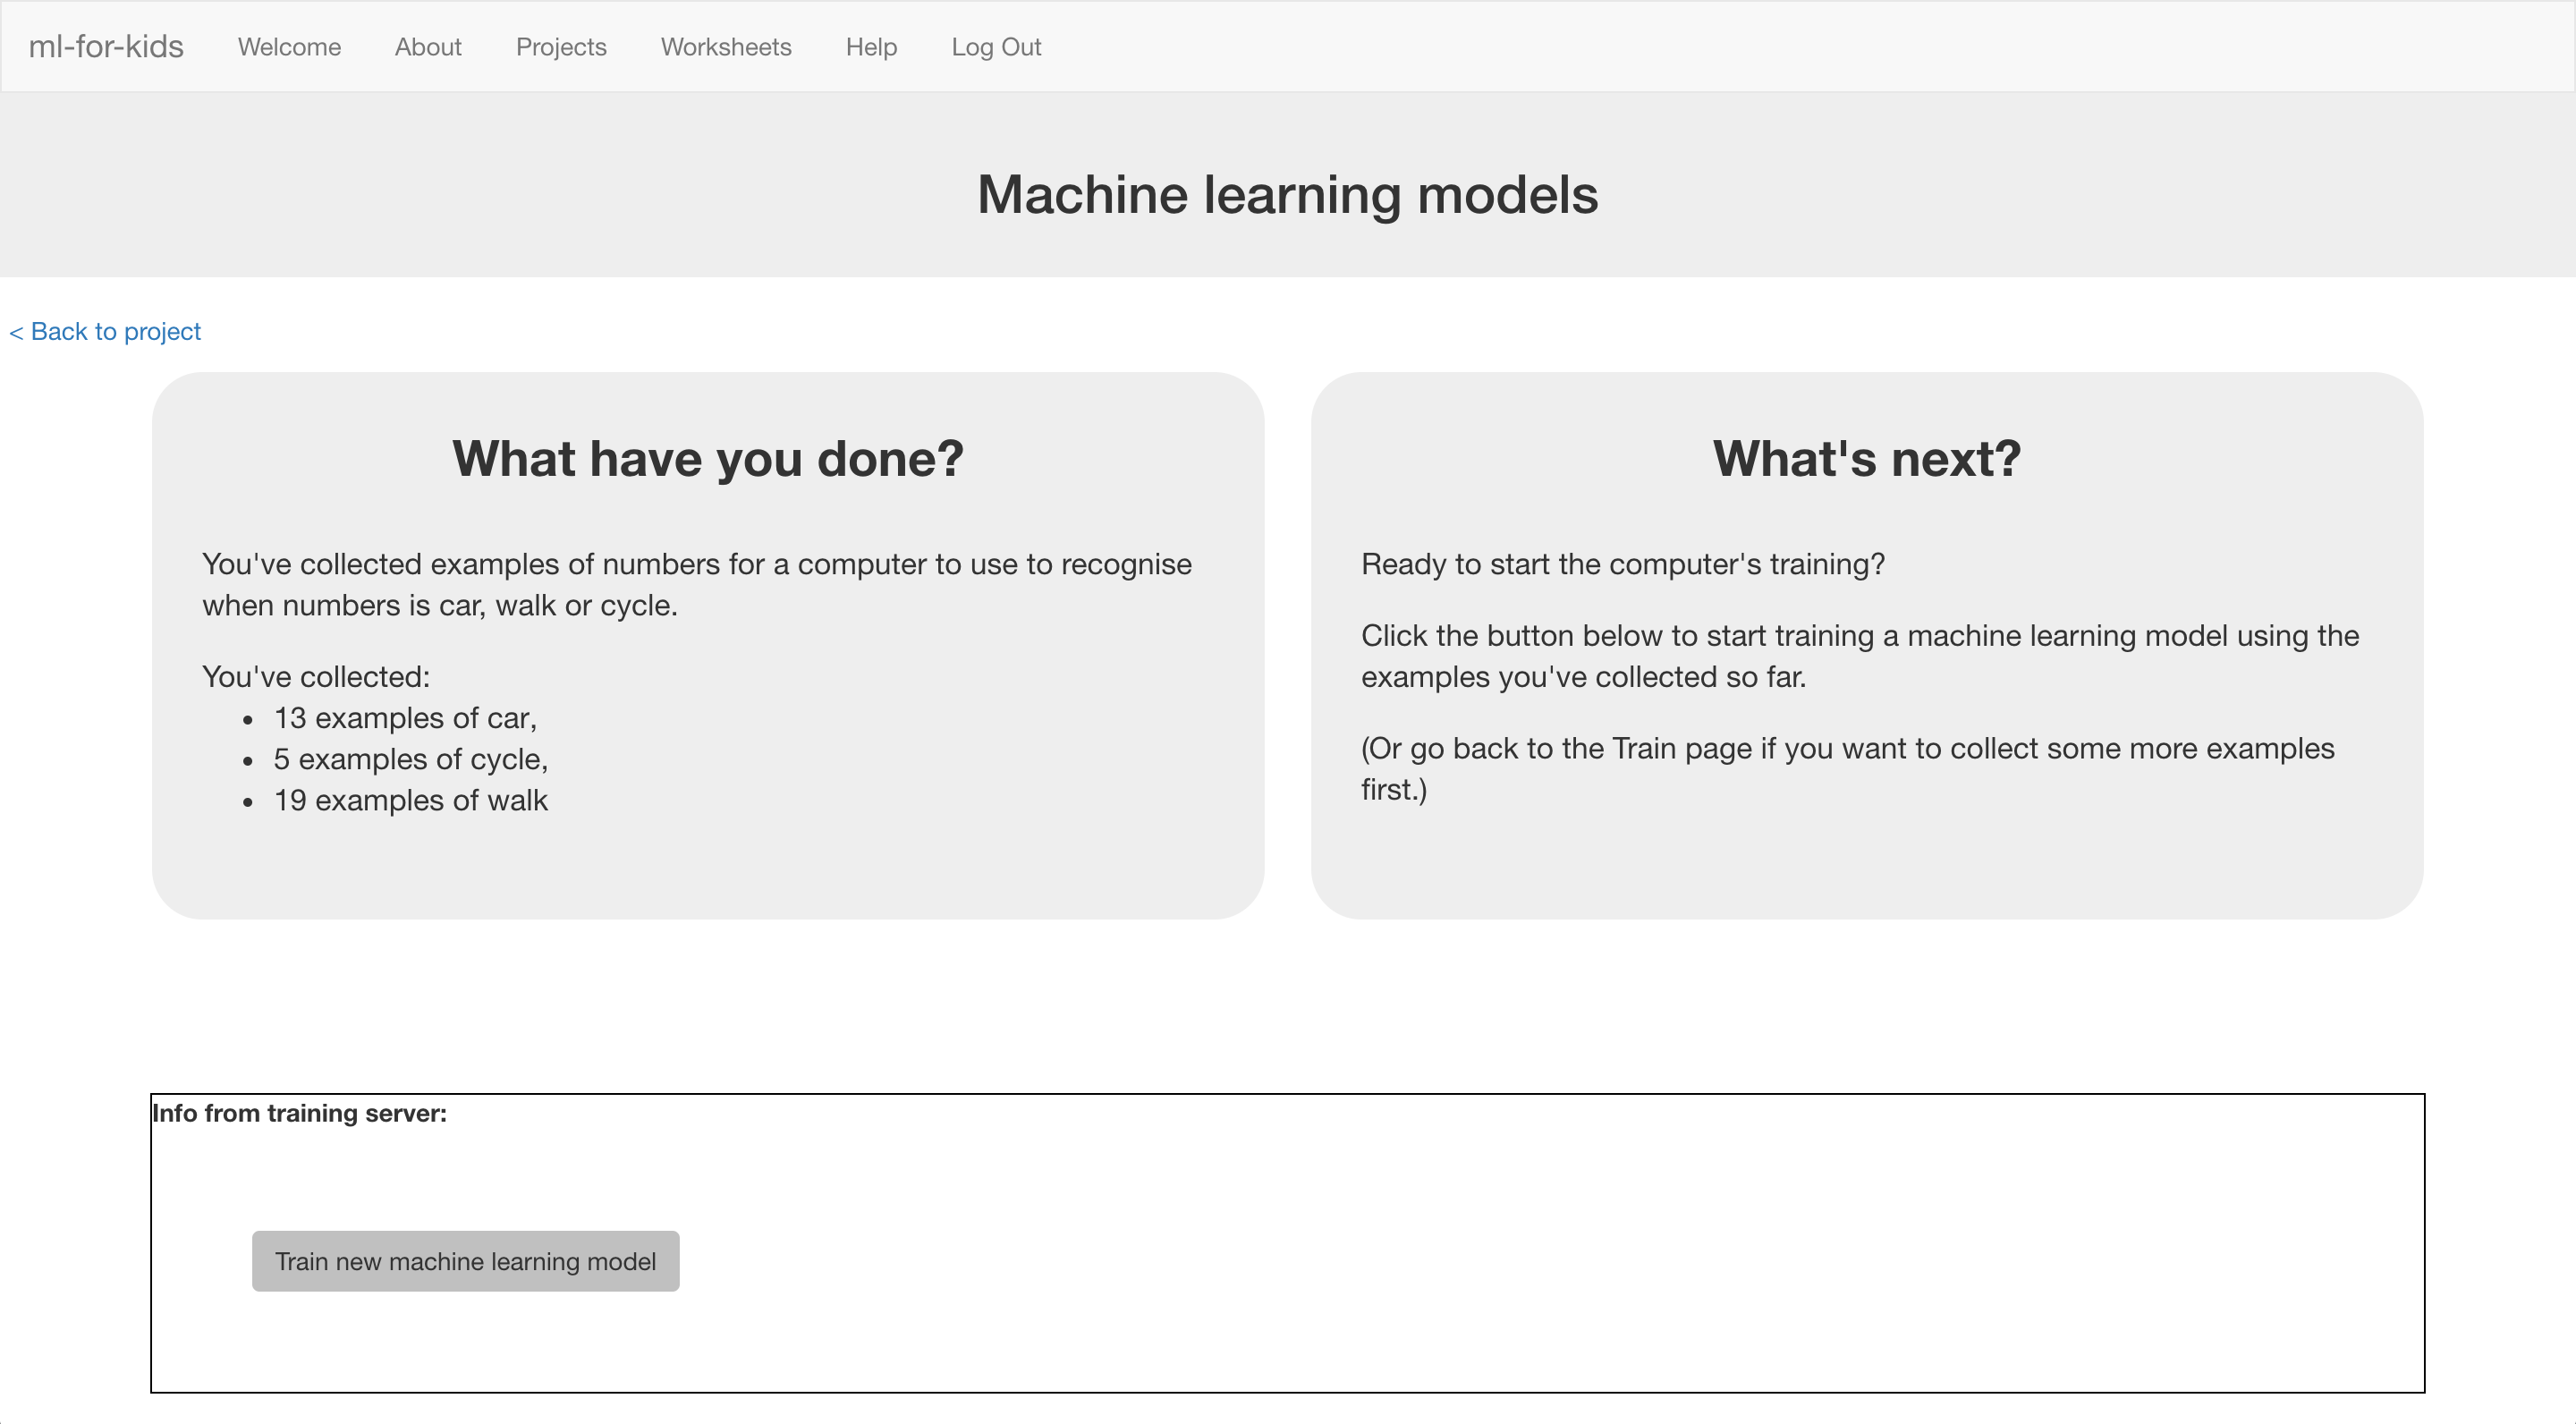 ml-for-kids Welcome About Projects Worksheets Help Log Out
Machine learning models
< Back to project
What have you done?
You've collected examples of numbers for a computer to use to recognise
when numbers is car, walk or cycle.
You've collected:
• 13 examples of car,
• 5 examples of cycle,
• 19 examples of walk
What's next?
Ready to start the computer's training?
Click the button below to start training a machine learning model using the
examples you've collected so far.
(Or go back to the Train page if you want to collect some more examples
first.)
Info from training server:
Train new machine learning model